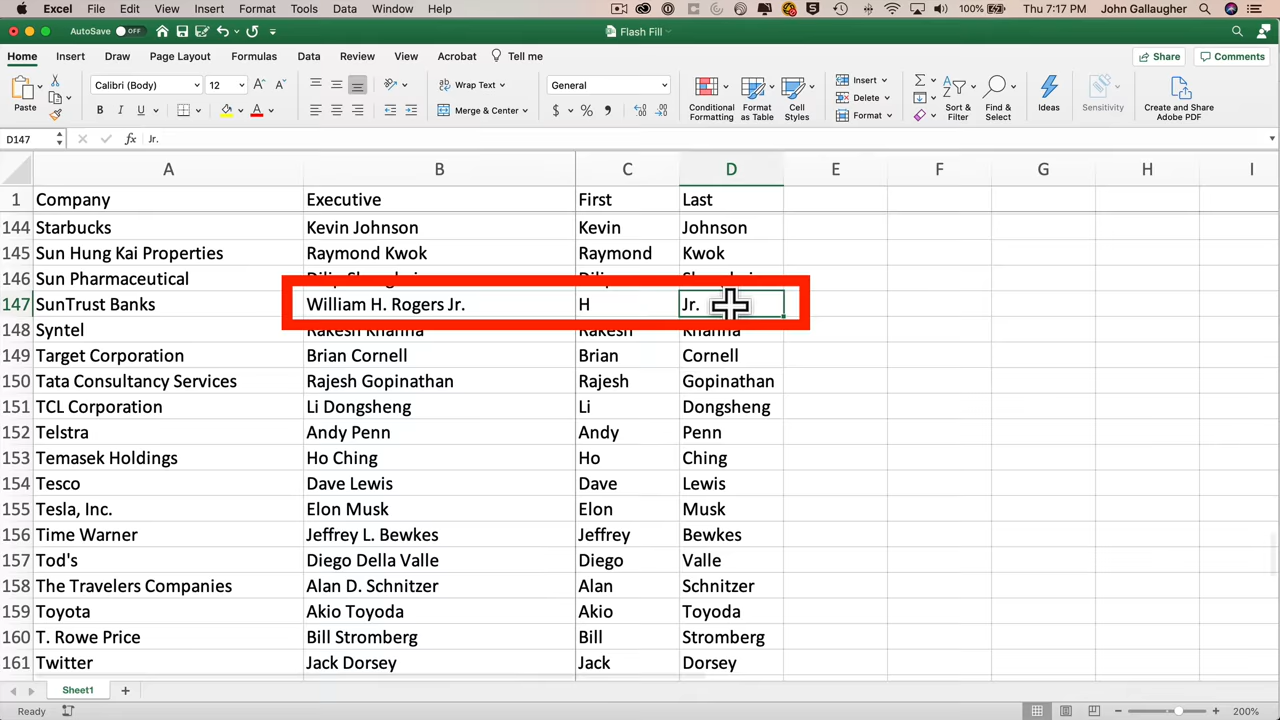 Excel File Edit View Insert Format Tools Data Window Help 100% Thu 7:17 PM John Gallaugher
AutoSave OFF Flash Fill
Home Insert Draw Page Layout Formulas Data Review View Acrobat Tell me Share Comments
Paste Calibri (Body) 12 A A Wrap Text General Conditional Formatting Format as Table Cell Styles Insert Sort & Filter Find & Select Ideas Sensitivity Create and Share Adobe PDF
B I U A Merge & Center $ % Delete
Format
D147 fx Jr.
A B C D E F G H I
1 Company Executive First Last
144 Starbucks Kevin Johnson Kevin Johnson
145 Sun Hung Kai Properties Raymond Kwok Raymond Kwok
146 Sun Pharmaceutical
147 SunTrust Banks William H. Rogers Jr. H Jr.
148 Syntel Rakesh Khanna Rakesh Khanna
149 Target Corporation Brian Cornell Brian Cornell
150 Tata Consultancy Services Rajesh Gopinathan Rajesh Gopinathan
151 TCL Corporation Li Dongsheng Li Dongsheng
152 Telstra Andy Penn Andy Penn
153 Temasek Holdings Ho Ching Ho Ching
154 Tesco Dave Lewis Dave Lewis
155 Tesla, Inc. Elon Musk Elon Musk
156 Time Warner Jeffrey L. Bewkes Jeffrey Bewkes
157 Tod's Diego Della Valle Diego Valle
158 The Travelers Companies Alan D. Schnitzer Alan Schnitzer
159 Toyota Akio Toyoda Akio Toyoda
160 T. Rowe Price Bill Stromberg Bill Stromberg
161 Twitter Jack Dorsey Jack Dorsey
Sheet1
Ready 200%